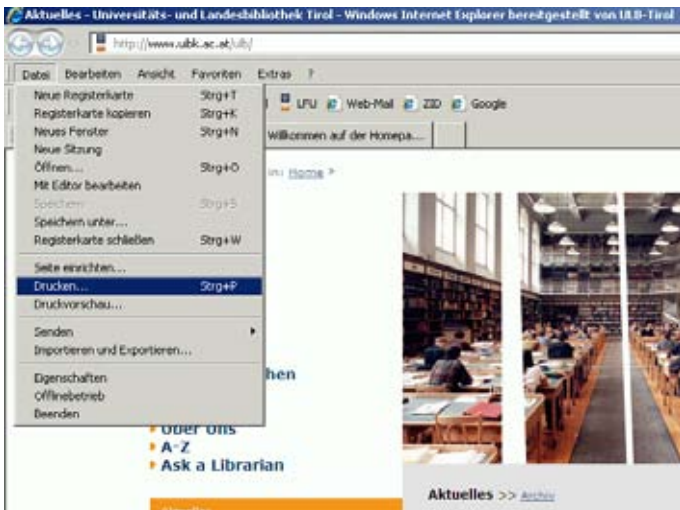 Aktuelles - Universitäts- und Landesbibliothek Tirol - Windows Internet Explorer bereitgestellt von ULB-Tirol
http://www.uibk.ac.at/ulb/
Datei Bearbeiten Ansicht Favoriten Extras ?
Neue Registerkarte Strg+T
Registerkarte kopieren Strg+K
Neues Fenster Strg+N
Neue Sitzung
Öffnen... Strg+O
Mit Editor bearbeiten
Speichern Strg+S
Speichern unter...
Registerkarte schließen Strg+W
Seite einrichten...
Drucken... Strg+P
Druckvorschau...
Senden
Importieren und Exportieren...
Eigenschaften
Offlinebetrieb
Beenden
LFU Web-Mail ZID Google
Willkommen auf der Homepa...
in: Home >
hen
Über Uns
A-Z
Ask a Librarian
Aktuelles >> Archiv